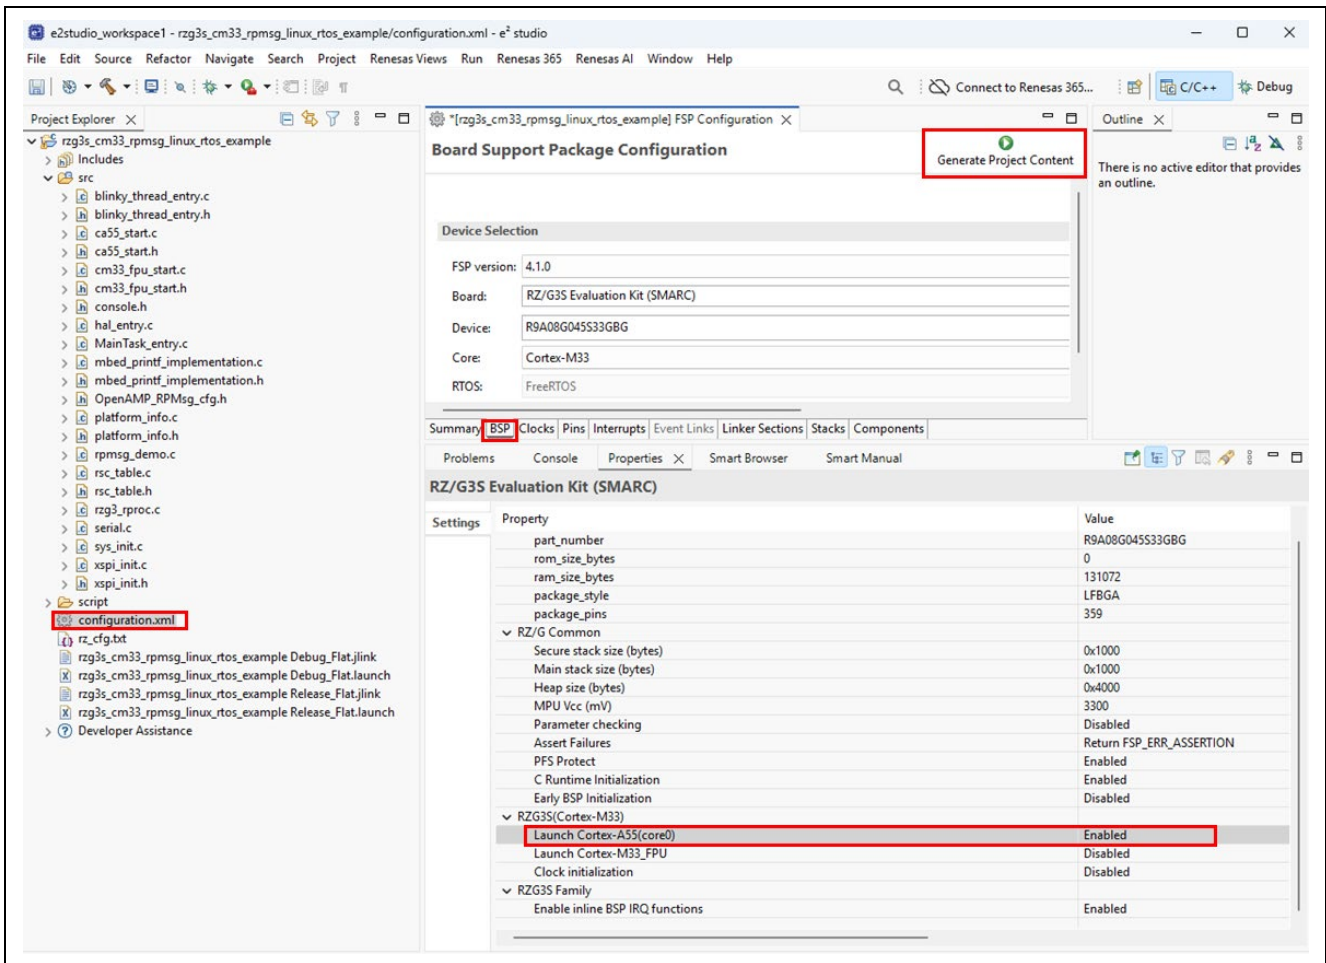 e2studio_workspace1 - rzg3s_cm33_rpmsg_linux_rtos_example/configuration.xml - e² studio
File Edit Source Refactor Navigate Search Project Renesas Views Run Renesas 365 Renesas AI Window Help
Connect to Renesas 365...
C/C++
Debug
Project Explorer
rzg3s_cm33_rpmsg_linux_rtos_example
Includes
src
blinky_thread_entry.c
blinky_thread_entry.h
ca55_start.c
ca55_start.h
cm33_fpu_start.c
cm33_fpu_start.h
console.h
hal_entry.c
MainTask_entry.c
mbed_printf_implementation.c
mbed_printf_implementation.h
OpenAMP_RPMsg_cfg.h
platform_info.c
platform_info.h
rpmsg_demo.c
rsc_table.c
rsc_table.h
rzg3_rproc.c
serial.c
sys_init.c
xspi_init.c
xspi_init.h
script
configuration.xml
rz_cfg.txt
rzg3s_cm33_rpmsg_linux_rtos_example Debug_Flat.jlink
rzg3s_cm33_rpmsg_linux_rtos_example Debug_Flat.launch
rzg3s_cm33_rpmsg_linux_rtos_example Release_Flat.jlink
rzg3s_cm33_rpmsg_linux_rtos_example Release_Flat.launch
Developer Assistance
*[rzg3s_cm33_rpmsg_linux_rtos_example] FSP Configuration
Board Support Package Configuration
Generate Project Content
Device Selection
FSP version: 4.1.0
Board: RZ/G3S Evaluation Kit (SMARC)
Device: R9A08G045S33GBG
Core: Cortex-M33
RTOS: FreeRTOS
Summary BSP Clocks Pins Interrupts Event Links Linker Sections Stacks Components
Outline
There is no active editor that provides
an outline.
Problems Console Properties Smart Browser Smart Manual
RZ/G3S Evaluation Kit (SMARC)
Settings
Property Value
part_number R9A08G045S33GBG
rom_size_bytes 0
ram_size_bytes 131072
package_style LFBGA
package_pins 359
RZ/G Common
Secure stack size (bytes) 0x1000
Main stack size (bytes) 0x1000
Heap size (bytes) 0x4000
MPU Vcc (mV) 3300
Parameter checking Disabled
Assert Failures Return FSP_ERR_ASSERTION
PFS Protect Enabled
C Runtime Initialization Enabled
Early BSP Initialization Disabled
RZG3S(Cortex-M33)
Launch Cortex-A55(core0) Enabled
Launch Cortex-M33_FPU Disabled
Clock initialization Disabled
RZG3S Family
Enable inline BSP IRQ functions Enabled